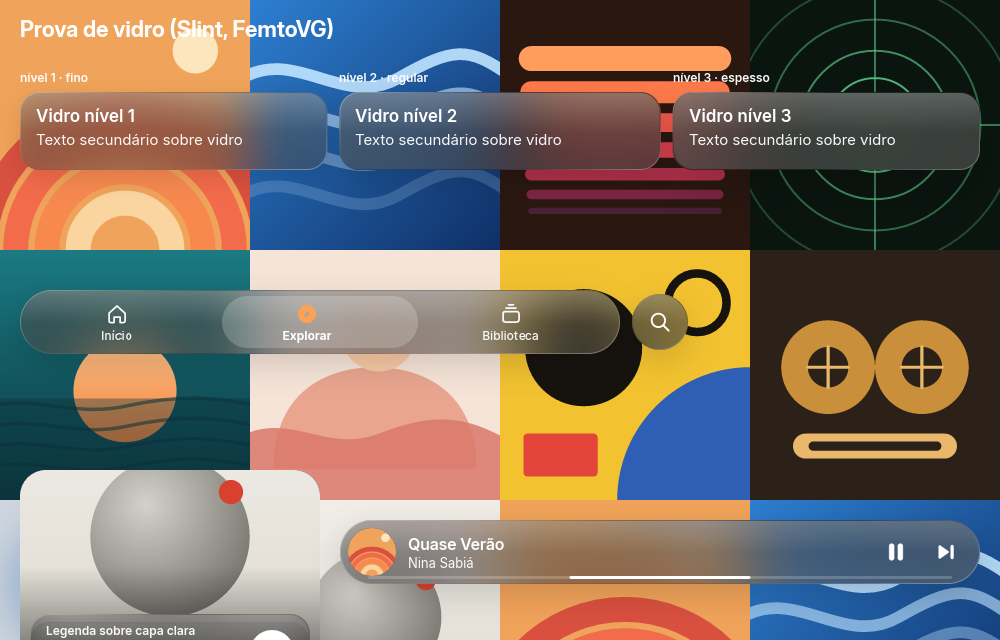 Prova de vidro (Slint, FemtoVG)
nível 1 · fino
nível 2 · regular
nível 3 · espesso
Vidro nível 1
Texto secundário sobre vidro
Vidro nível 2
Texto secundário sobre vidro
Vidro nível 3
Texto secundário sobre vidro
Início
Explorar
Biblioteca
Quase Verão
Nina Sabiá
Legenda sobre capa clara